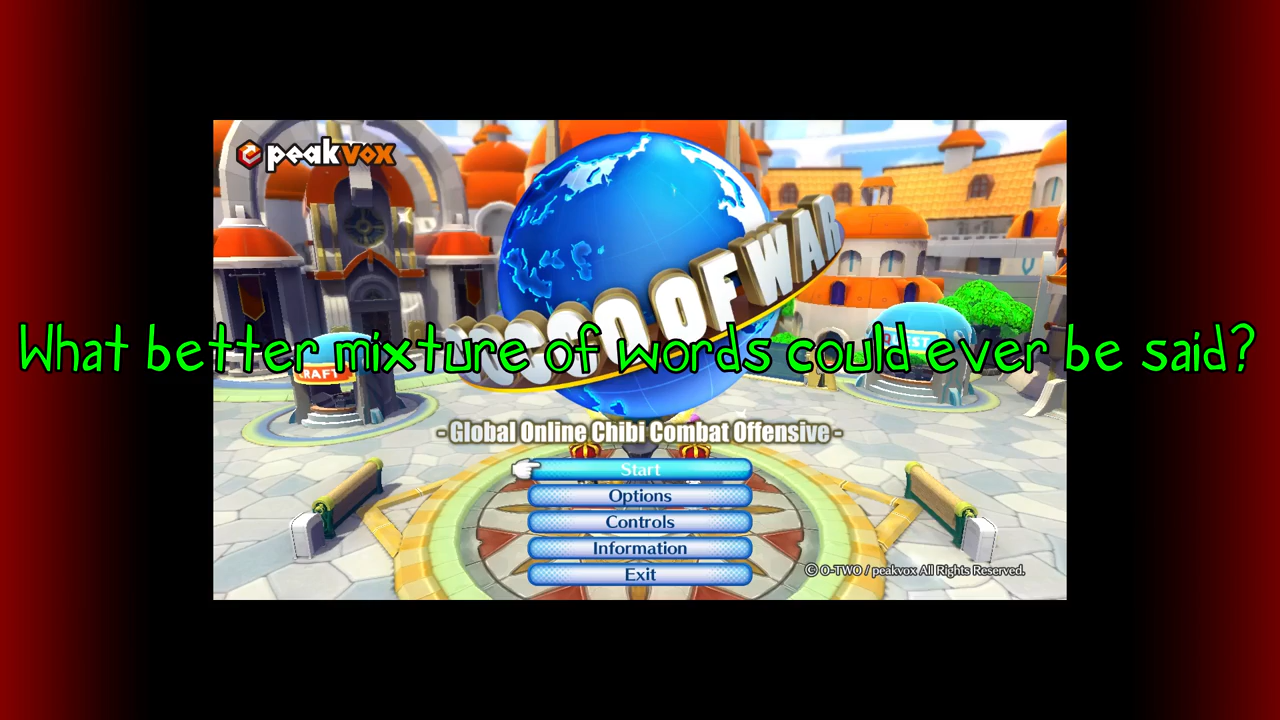 peakvox
OF WAR
What better mixture of words could ever be said?
- Global Online Chibi Combat Offensive -
Start
Options
Controls
Information
Exit
© O-TWO / peakvox All Rights Reserved.